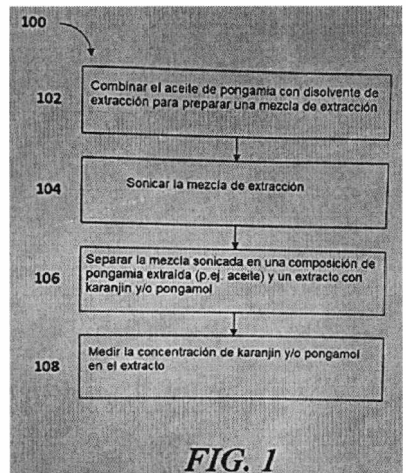 100
102
Combinar el aceite de pongamia con disolvente de
extracción para preparar una mezcla de extracción
104
Sonicar la mezcla de extracción
106
Separar la mezcla sonicada en una composición de
pongamia extraída (p.ej. aceite) y un extracto con
karanjin y/o pongamol
108
Medir la concentración de karanjin y/o pongamol
en el extracto
FIG. 1